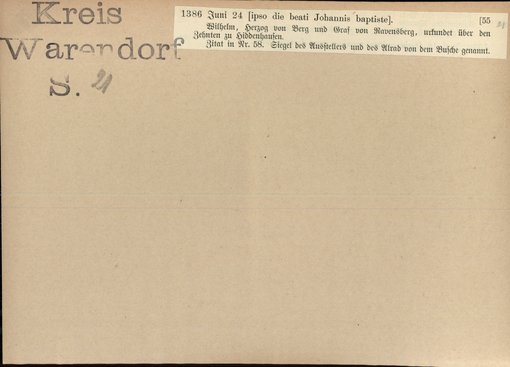 Kreis
Warendorf
S. 21
1386 Juni 24 [ipso die beati Johannis baptiste]. [55
Wilhelm, Herzog von Berg und Graf von Ravensberg, urkundet über den
Zehnten zu Hiddenhausen.
Zitat in Nr. 58. Siegel des Ausstellers und des Alrad von dem Busche genannt.